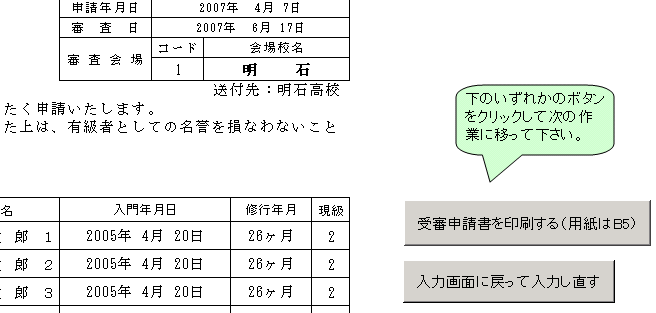 申請年月日 2007年 4月 7日
審査日 2007年 6月 17日
審査会場 コード 会場校名
1 明石
送付先：明石高校
たく申請いたします。
た上は、有級者としての名誉を損なわないこと
下のいずれかのボタン
をクリックして次の作
業に移って下さい。
名 入門年月日 修行年月 現級
郎 1 2005年 4月 20日 26ヶ月 2
郎 2 2005年 4月 20日 26ヶ月 2
郎 3 2005年 4月 20日 26ヶ月 2
受審申請書を印刷する（用紙はB5）
入力画面に戻って入力し直す